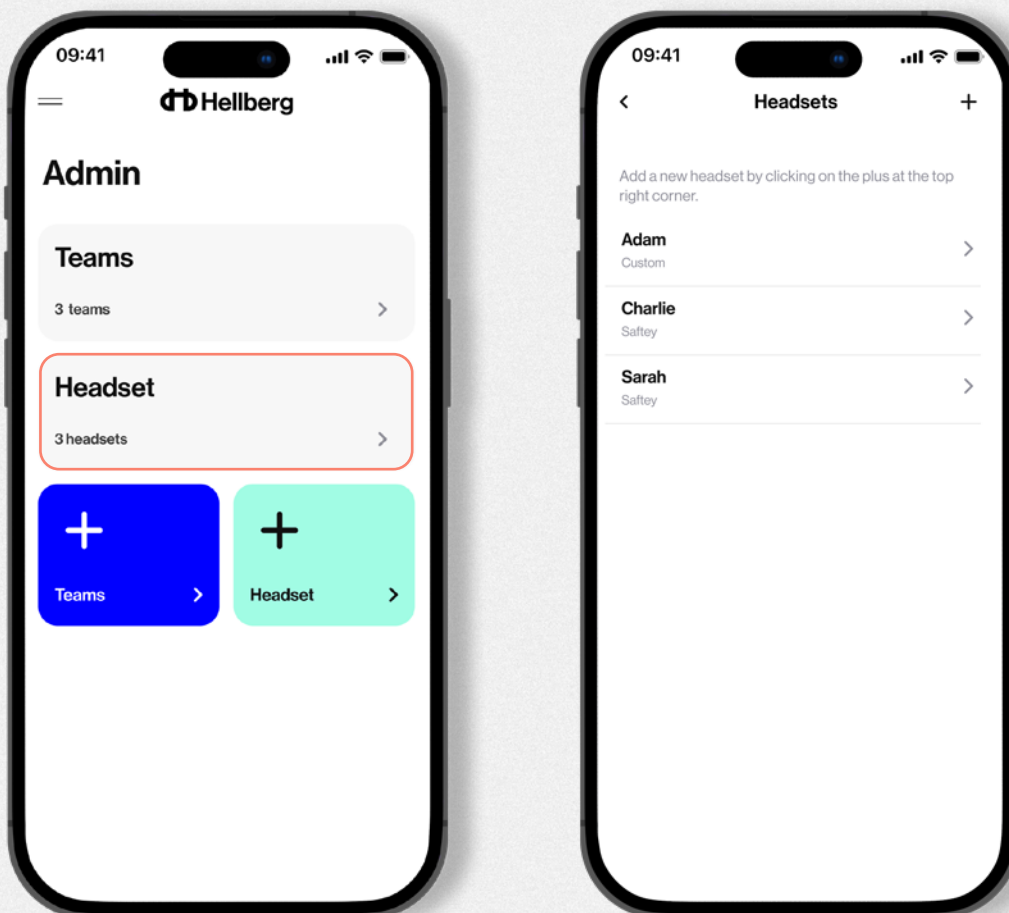 09:41
Hellberg
Admin
Teams
3 teams
Headset
3 headsets
Teams
Headset
09:41
Headsets
Add a new headset by clicking on the plus at the top
right corner.
Adam
Custom
Charlie
Saftey
Sarah
Saftey